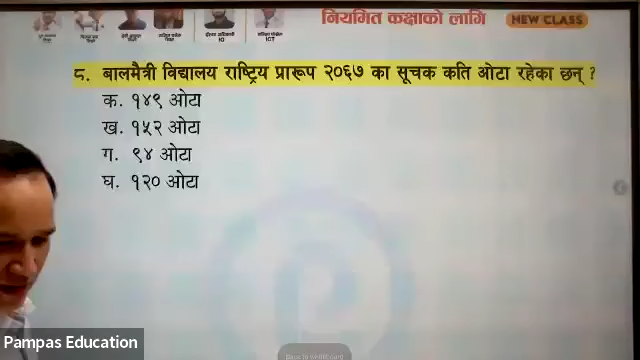 नियमित कक्षाको लागि NEW CLASS
८. बालमैत्री विद्यालय राष्ट्रिय प्रारूप २०६७ का सूचक कति ओटा रहेका छन् ?
क. १४९ ओटा
ख. १५२ ओटा
ग. ९४ ओटा
घ. १२० ओटा
Pampas Education